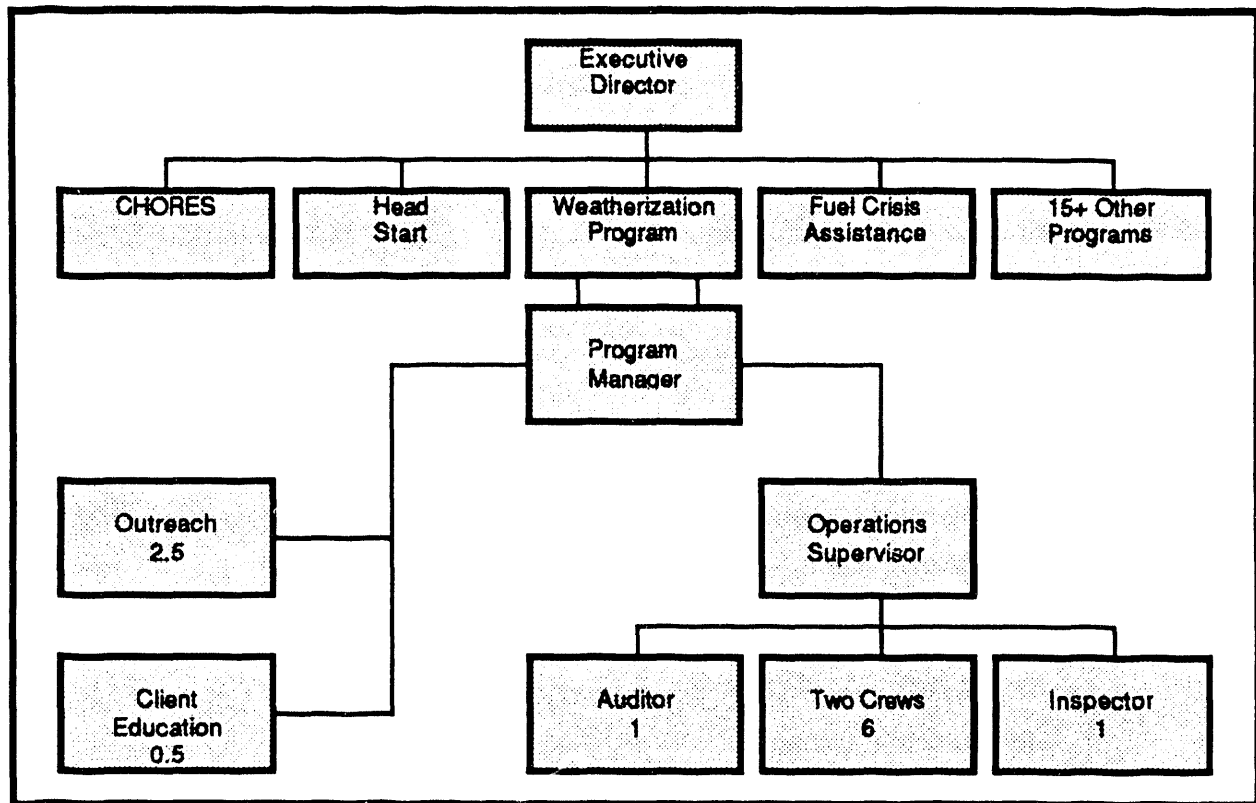 Executive
Director
CHORES
Head
Start
Weatherization
Program
Fuel Crisis
Assistance
15+ Other
Programs
Program
Manager
Outreach
2.5
Operations
Supervisor
Client
Education
0.5
Auditor
1
Two Crews
6
Inspector
1